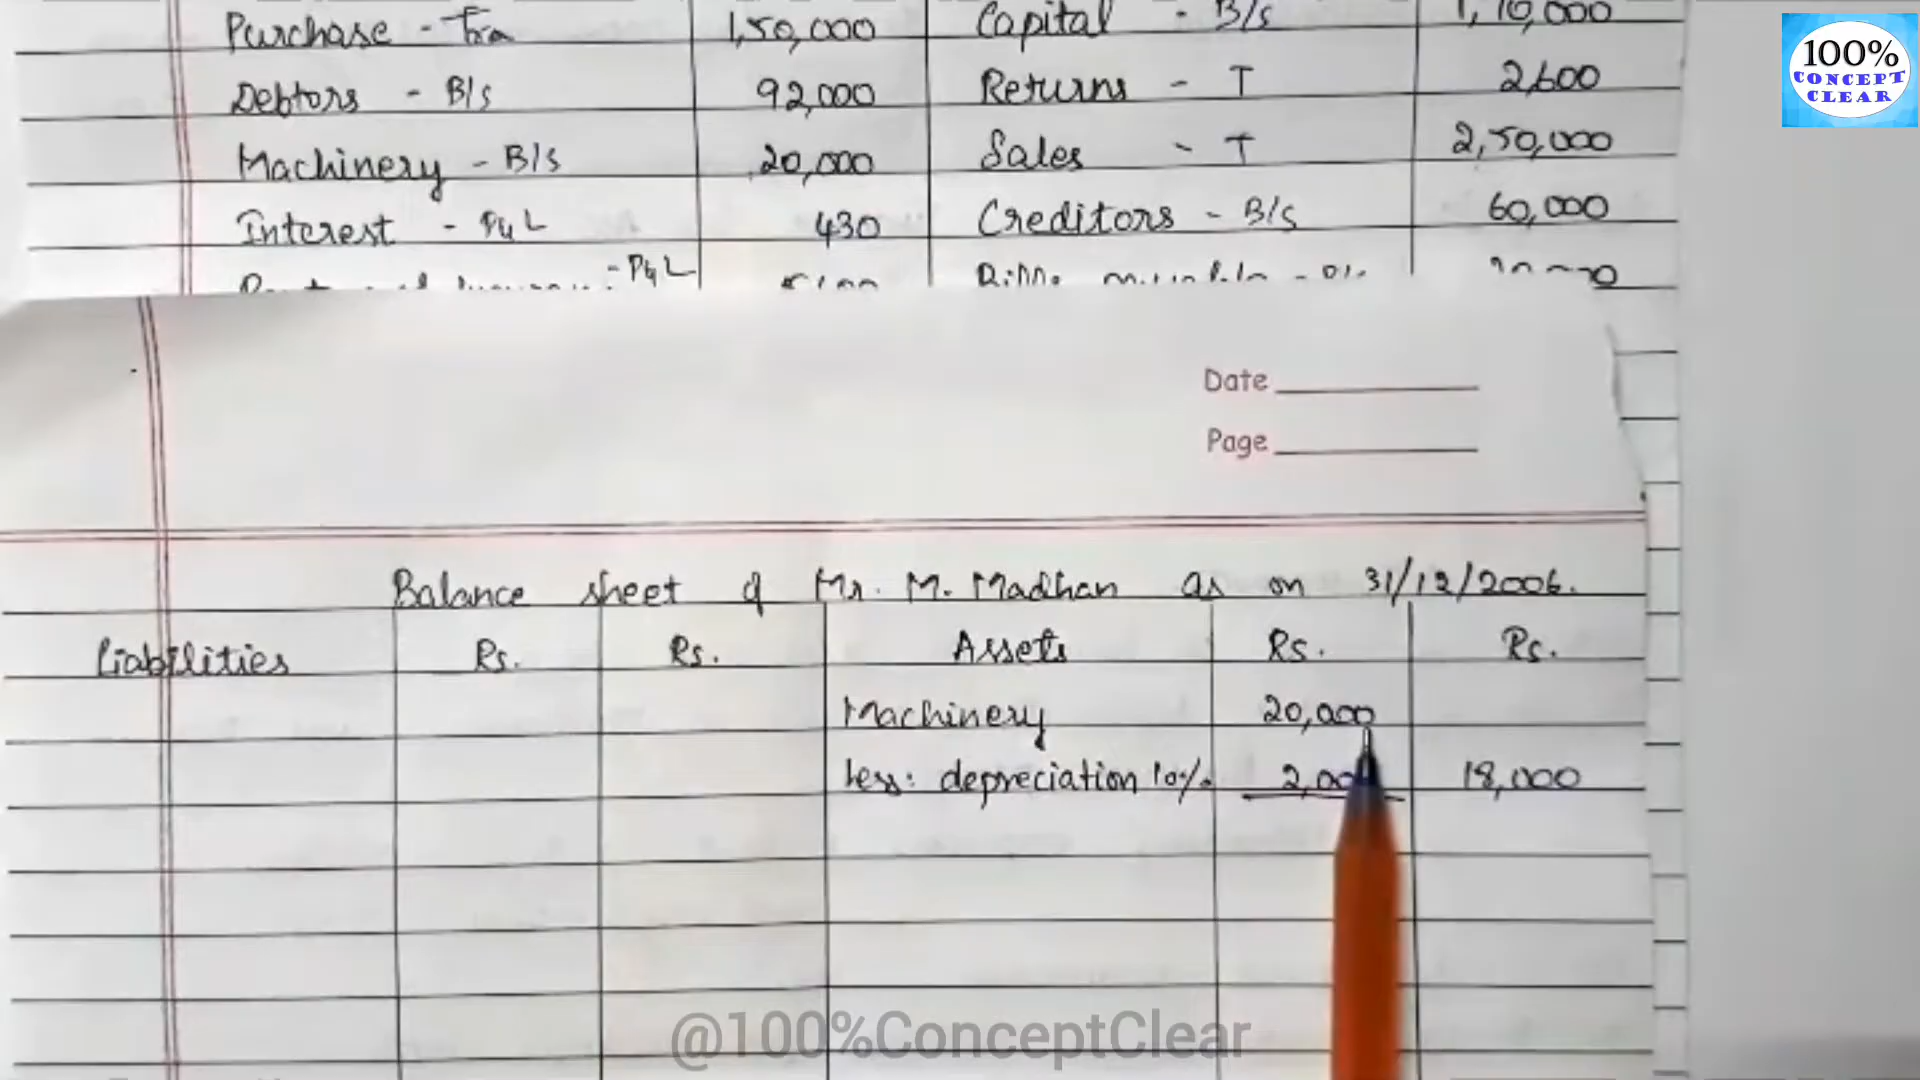 Purchase - Tra 1,50,000 Capital - B/s 1,10,000
Debtors - B/s 92,000 Returns - T 2,600
Machinery - B/s 20,000 Sales - T 2,50,000
Interest - P&L 430 Creditors - B/s 60,000
- P&L
100%
CONCEPT
CLEAR
Date
Page
Balance sheet of Mr. M. Madhan as on 31/12/2006.
Liabilities Rs. Rs. Assets Rs. Rs.
Machinery 20,000
Less: depreciation 10% 2,000 18,000
@100%ConceptClear